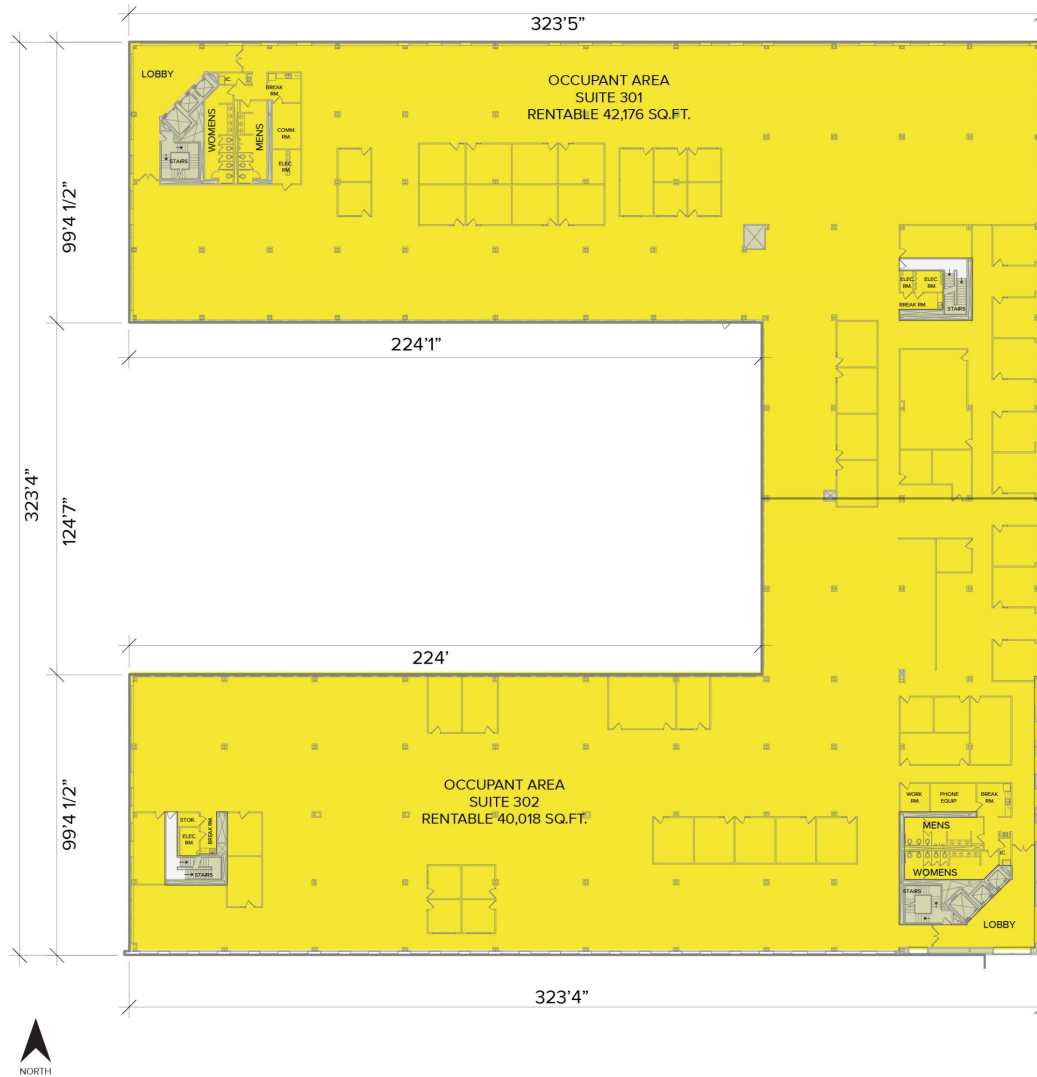 323'5”
LOBBY
JC.
BREAK
RM.
WOMENS
MENS
COMM.
RM.
ELEC.
RM.
STAIRS
OCCUPANT AREA
SUITE 301
RENTABLE 42,176 SQ.FT.
99'4 1/2”
ELEC.
RM.
ELEC.
RM.
BREAK RM.
STAIRS
224'1”
323'4”
124'7”
224'
OCCUPANT AREA
SUITE 302
RENTABLE 40,018 SQ.FT.
99'4 1/2”
STOR.
ELEC.
RM.
BREAK RM.
STAIRS
WORK
RM.
PHONE
EQUIP.
BREAK
RM.
MENS
JC.
WOMENS
STAIRS
LOBBY
323'4”
NORTH